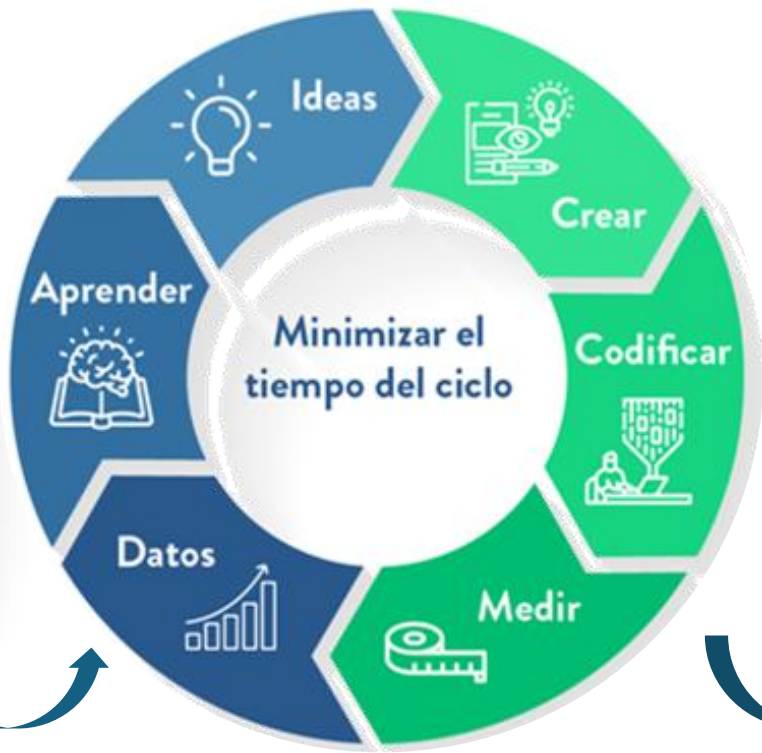 Ideas
Crear
Codificar
Medir
Datos
Aprender
Minimizar el
tiempo del ciclo